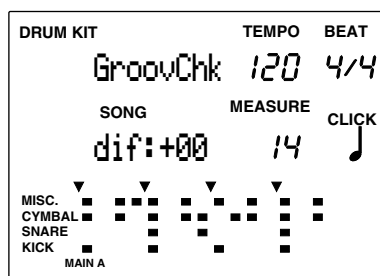 DRUM KIT TEMPO BEAT
GroovChk 120 4/4
SONG MEASURE CLICK
dif:+00 14
MISC.
CYMBAL
SNARE
KICK
MAIN A